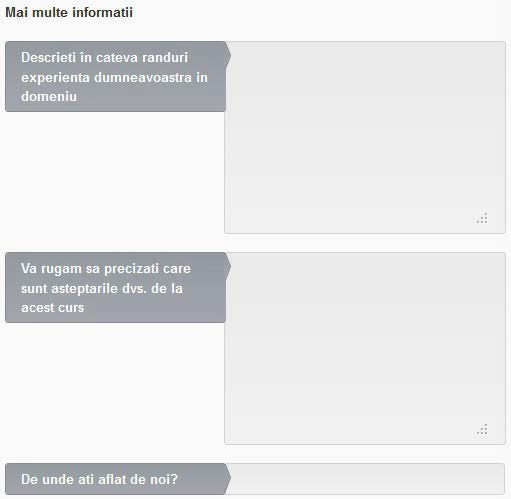 Mai multe informatii
Descrieti în cateva randuri
experienta dumneavoastra in
domeniu
Va rugam sa precizati care
sunt asteptarile dvs. de la
acest curs
De unde ati aflat de noi?